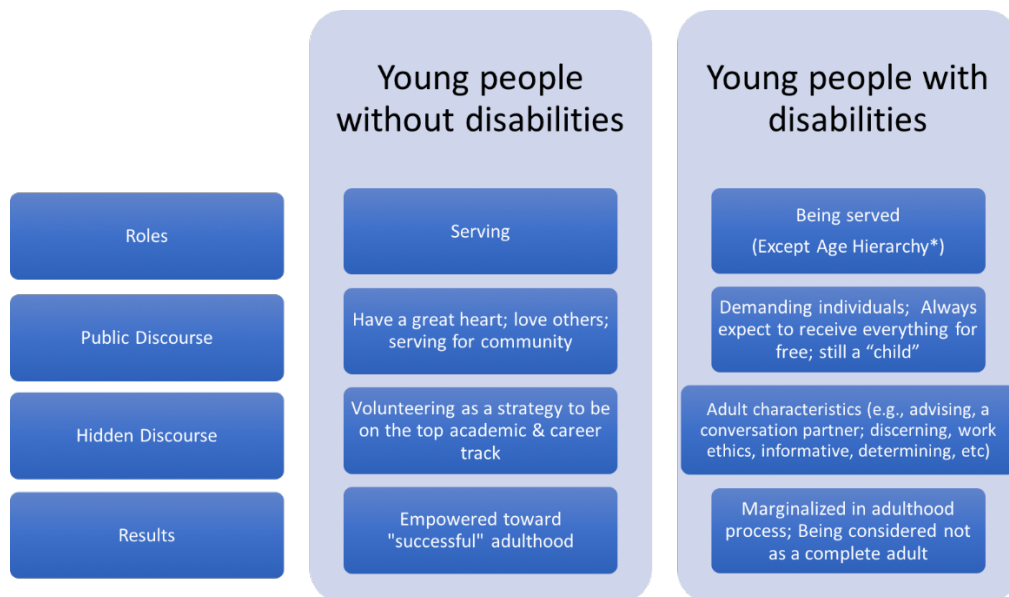 Young people
without disabilities
Young people with
disabilities
Roles
Serving
Being served
(Except Age Hierarchy*)
Public Discourse
Have a great heart; love others;
serving for community
Demanding individuals; Always
expect to receive everything for
free; still a “child”
Hidden Discourse
Volunteering as a strategy to be
on the top academic & career
track
Adult characteristics (e.g., advising, a
conversation partner; discerning, work
ethics, informative, determining, etc)
Results
Empowered toward
"successful" adulthood
Marginalized in adulthood
process; Being considered not
as a complete adult